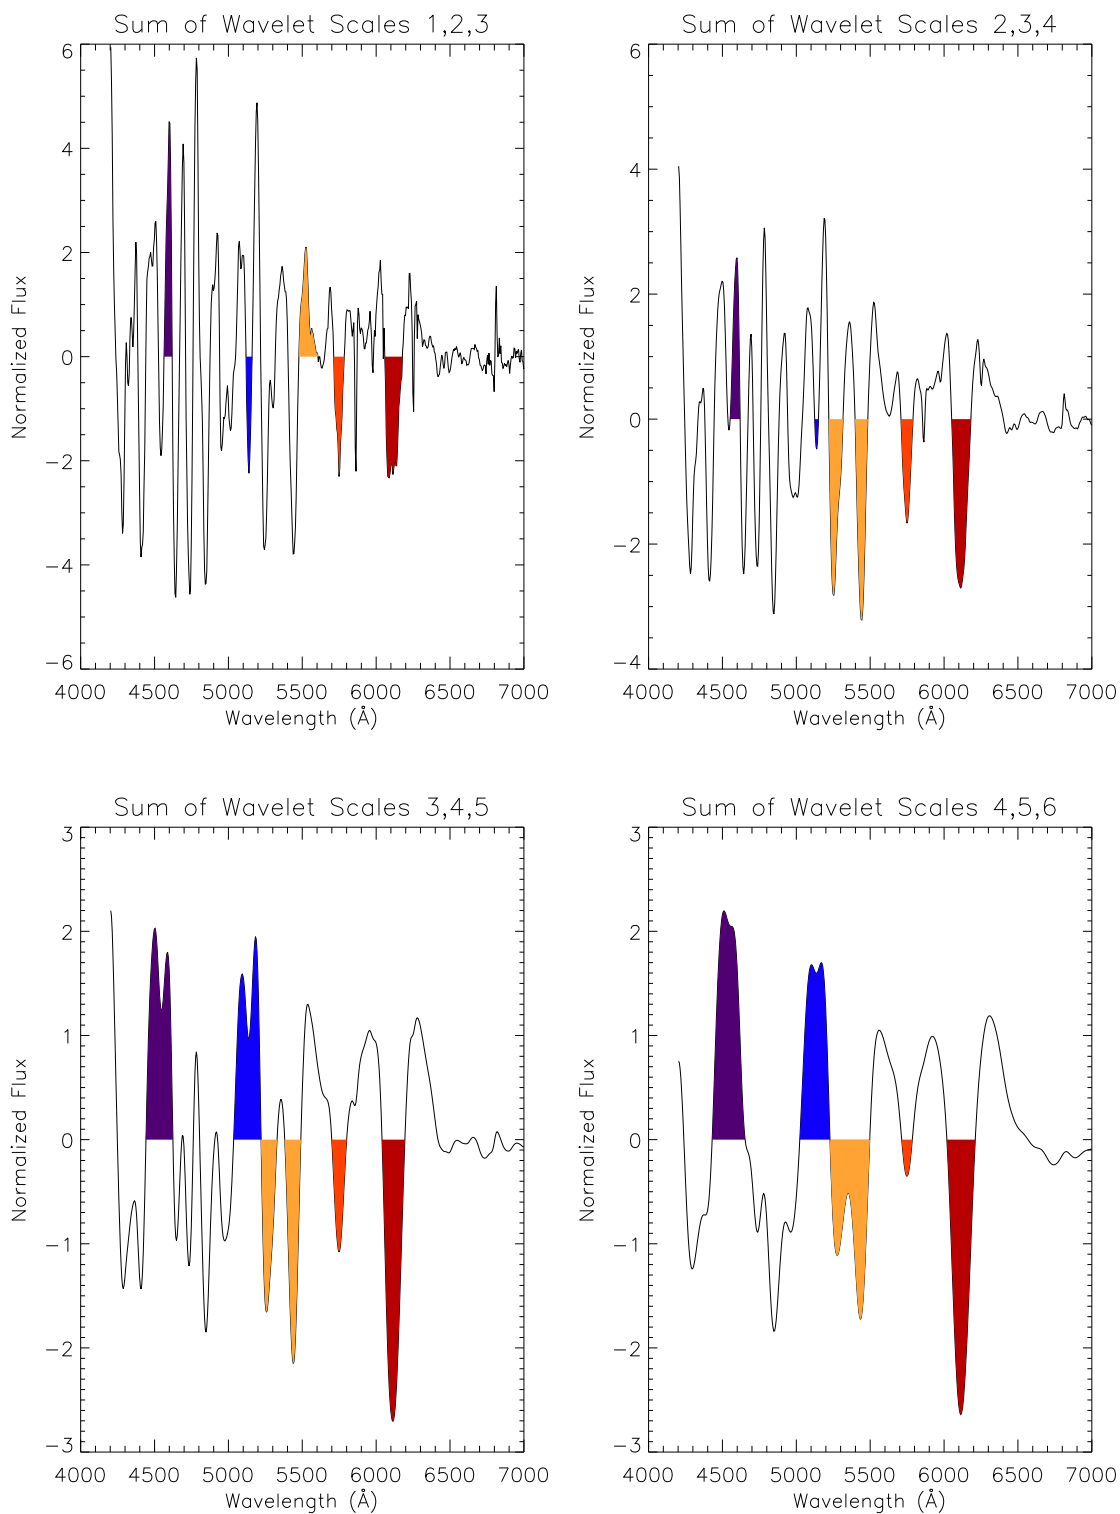 Sum of Wavelet Scales 1,2,3
6
4
2
0
−2
−4
−6
Normalized Flux
4000 4500 5000 5500 6000 6500 7000
Wavelength (Å)
Sum of Wavelet Scales 2,3,4
6
4
2
0
−2
−4
Normalized Flux
4000 4500 5000 5500 6000 6500 7000
Wavelength (Å)
Sum of Wavelet Scales 3,4,5
3
2
1
0
−1
−2
−3
Normalized Flux
4000 4500 5000 5500 6000 6500 7000
Wavelength (Å)
Sum of Wavelet Scales 4,5,6
3
2
1
0
−1
−2
−3
Normalized Flux
4000 4500 5000 5500 6000 6500 7000
Wavelength (Å)